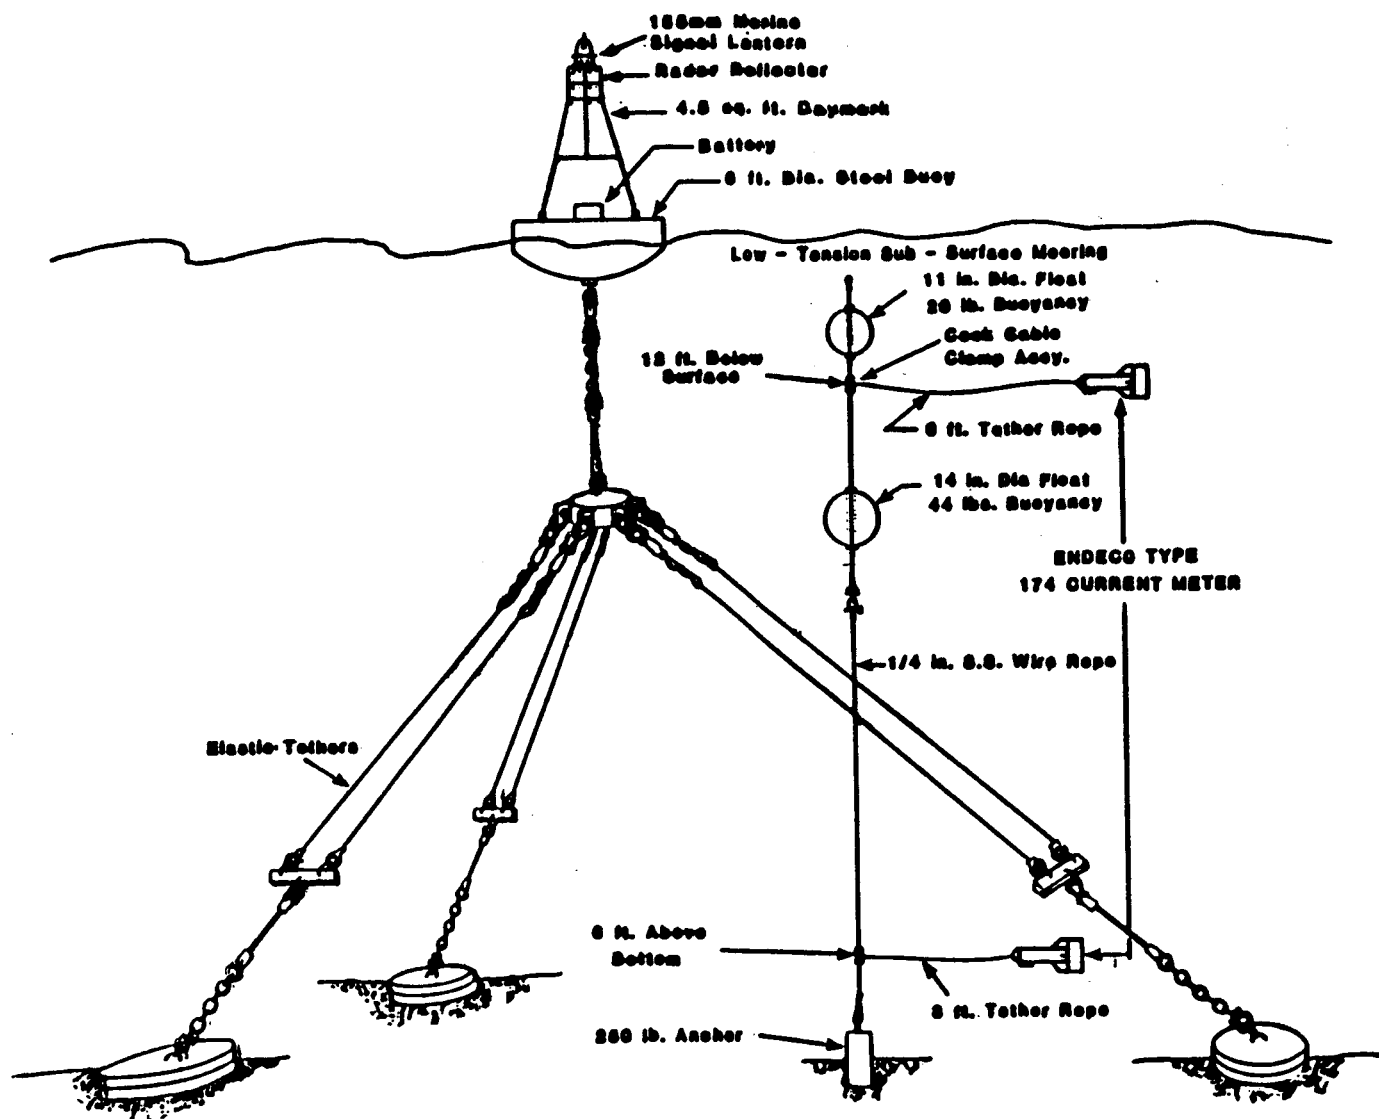 155mm Marine
Signal Lantern
Radar Reflector
4.5 sq. ft. Daymark
Battery
6 ft. Dia. Steel Buoy
Low - Tension Sub - Surface Mooring
11 in. Dia. Float
20 lb. Buoyancy
Cook Cable
Clamp Assy.
12 ft. Below
Surface
6 ft. Tether Rope
14 in. Dia Float
44 lbs. Buoyancy
ENDECO TYPE
174 CURRENT METER
1/4 in. S.S. Wire Rope
Elastic Tethers
6 ft. Above
Bottom
ft. Tether Rope
250 lb. Anchor